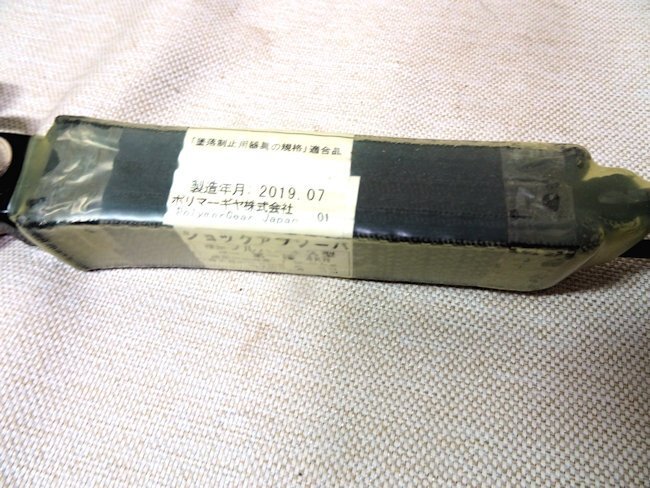 「墜落制止用器具の規格」適合品
製造年月 2019.07
ポリマーギヤ株式会社 01
PolymerGear Japan
ショックアブソーバ